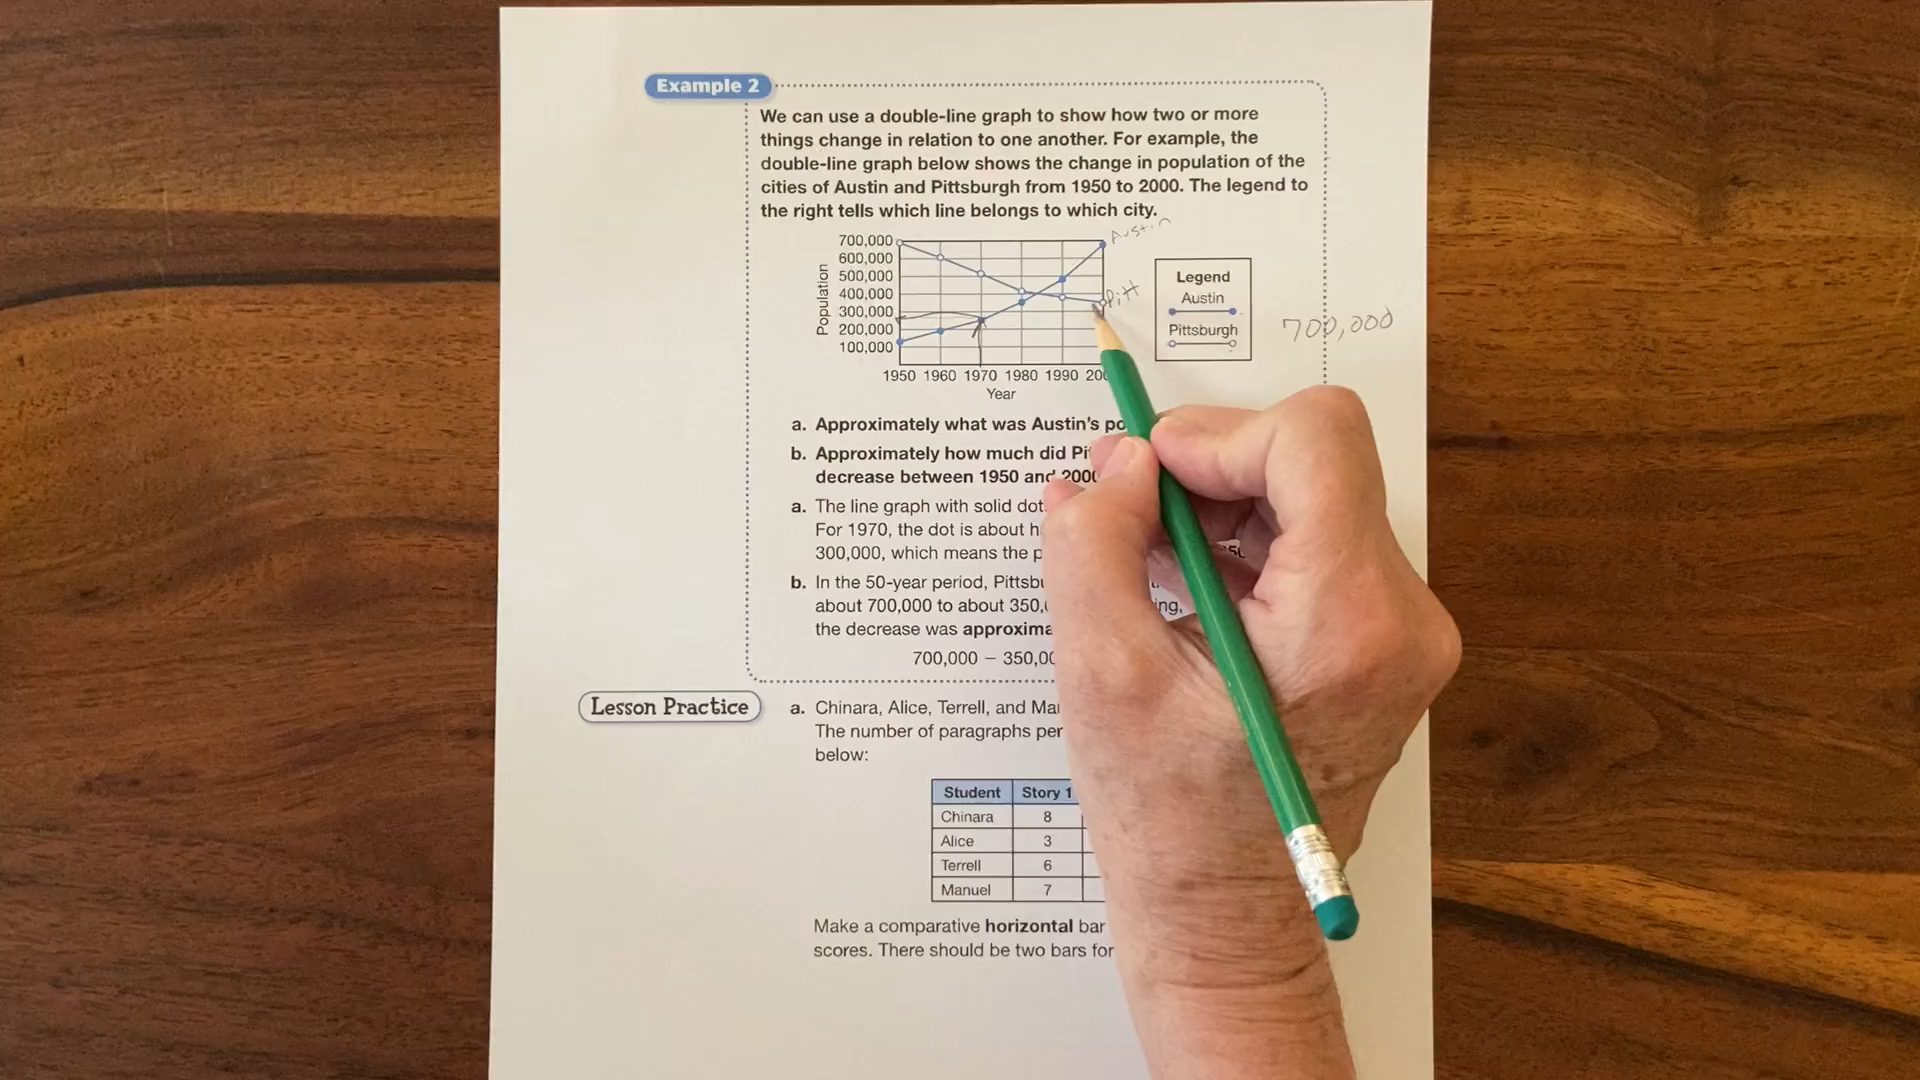 Example 2
We can use a double-line graph to show how two or more
things change in relation to one another. For example, the
double-line graph below shows the change in population of the
cities of Austin and Pittsburgh from 1950 to 2000. The legend to
the right tells which line belongs to which city.
Austin
700,000
600,000
500,000
400,000
300,000
200,000
100,000
Population
Pitt
Legend
Austin
Pittsburgh
700,000
1950 1960 1970 1980 1990
Year
a. Approximately what was Austin's
b. Approximately how much did
decrease between 1950 and 2000
a. The line graph with solid
For 1970, the dot is about
300,000, which means the
b. In the 50-year period,
about 700,000 to about
the decrease was
700,000 −
Lesson Practice
a. Chinara, Alice, Terrell, and
The number of paragraphs per
below:
Student Story 1
Chinara 8
Alice 3
Terrell 6
Manuel 7
Make a comparative horizontal bar
scores. There should be two bars for